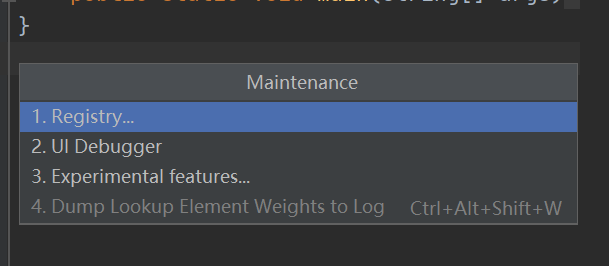 }
Maintenance
1. Registry...
2. UI Debugger
3. Experimental features...
4. Dump Lookup Element Weights to Log Ctrl+Alt+Shift+W